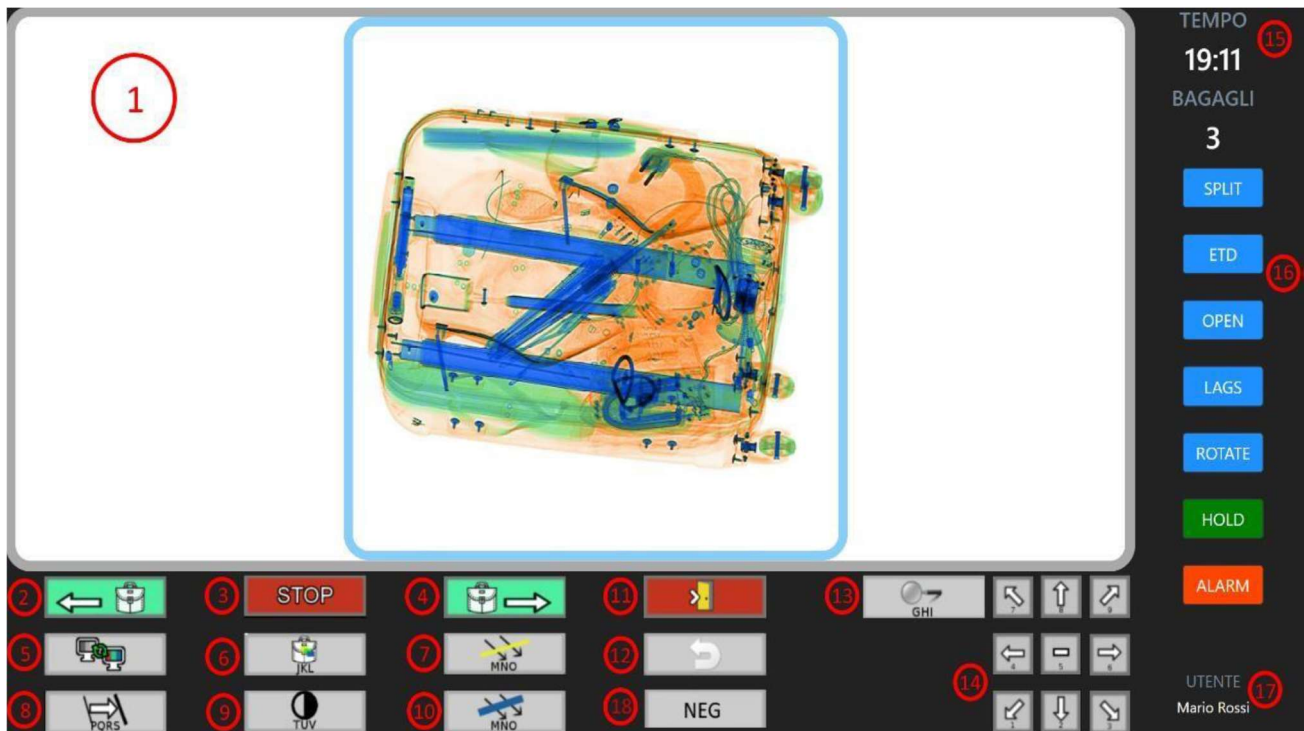 1
TEMPO
15
19:11
BAGAGLI
3
SPLIT
ETD
16
OPEN
LAGS
ROTATE
HOLD
ALARM
2
3
STOP
4
11
13
GHI
7
9
5
6
JKL
7
MNO
12
14
4
5
6
8
PQRS
9
TUV
10
MNO
18
NEG
1
2
3
UTENTE
17
Mario Rossi